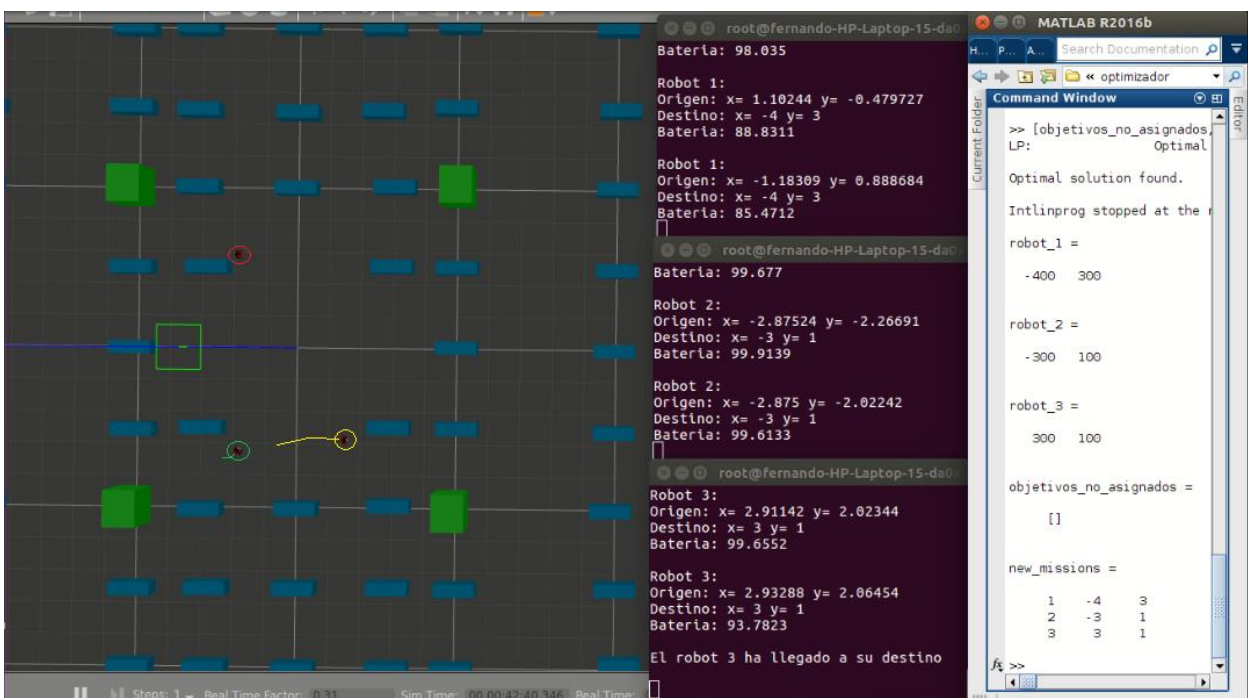 Steps: 1
Real Time Factor: 0.31
Sim Time: 00 00:42:40.346
Real Time:
root@fernando-HP-Laptop-15-da0
Bateria: 98.035
Robot 1:
Origen: x= 1.10244 y= -0.479727
Destino: x= -4 y= 3
Bateria: 88.8311
Robot 1:
Origen: x= -1.18309 y= 0.888684
Destino: x= -4 y= 3
Bateria: 85.4712
root@fernando-HP-Laptop-15-da0
Bateria: 99.677
Robot 2:
Origen: x= -2.87524 y= -2.26691
Destino: x= -3 y= 1
Bateria: 99.9139
Robot 2:
Origen: x= -2.875 y= -2.02242
Destino: x= -3 y= 1
Bateria: 99.6133
root@fernando-HP-Laptop-15-da0
Robot 3:
Origen: x= 2.91142 y= 2.02344
Destino: x= 3 y= 1
Bateria: 99.6552
Robot 3:
Origen: x= 2.93288 y= 2.06454
Destino: x= 3 y= 1
Bateria: 93.7823
El robot 3 ha llegado a su destino
MATLAB R2016b
H... P... A... Search Documentation
« optimizador
Current Folder
Command Window
Editor
>> [objetivos_no_asignados,
LP: Optimal
Optimal solution found.
Intlinprog stopped at the
robot_1 =
-400 300
robot_2 =
-300 100
robot_3 =
300 100
objetivos_no_asignados =
[]
new_missions =
1 -4 3
2 -3 1
3 3 1
fx >>